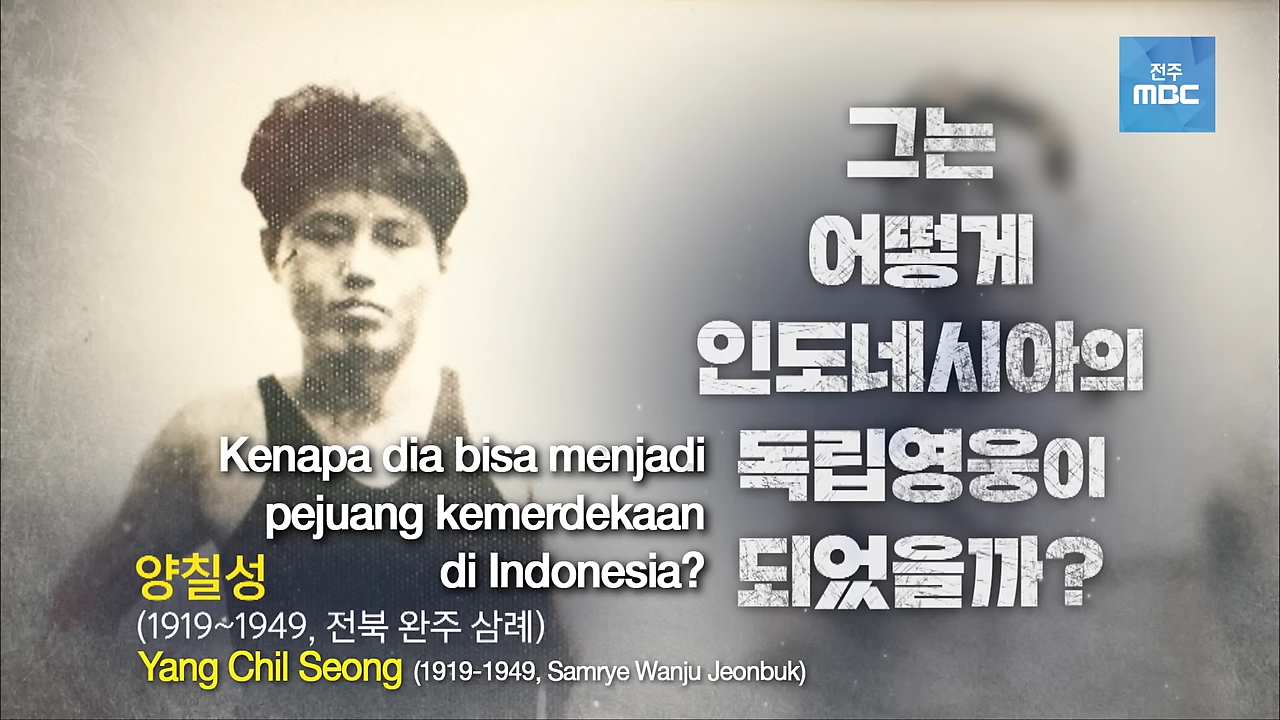 전주
MBC
그는
어떻게
인도네시아의
독립영웅이
되었을까?
Kenapa dia bisa menjadi
pejuang kemerdekaan
di Indonesia?
양칠성
(1919~1949, 전북 완주 삼례)
Yang Chil Seong (1919-1949, Samrye Wanju Jeonbuk)